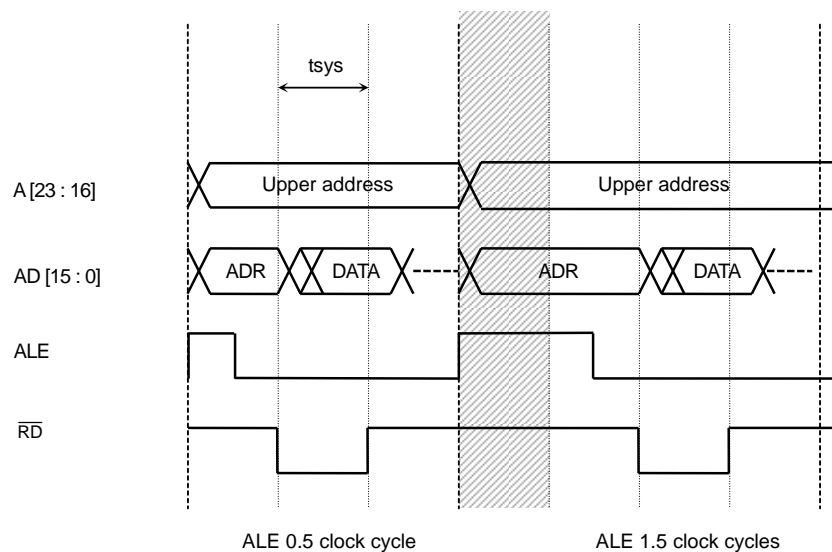 tsys
A [23 : 16]
Upper address
Upper address
AD [15 : 0]
ADR
DATA
ADR
DATA
ALE
RD
ALE 0.5 clock cycle
ALE 1.5 clock cycles